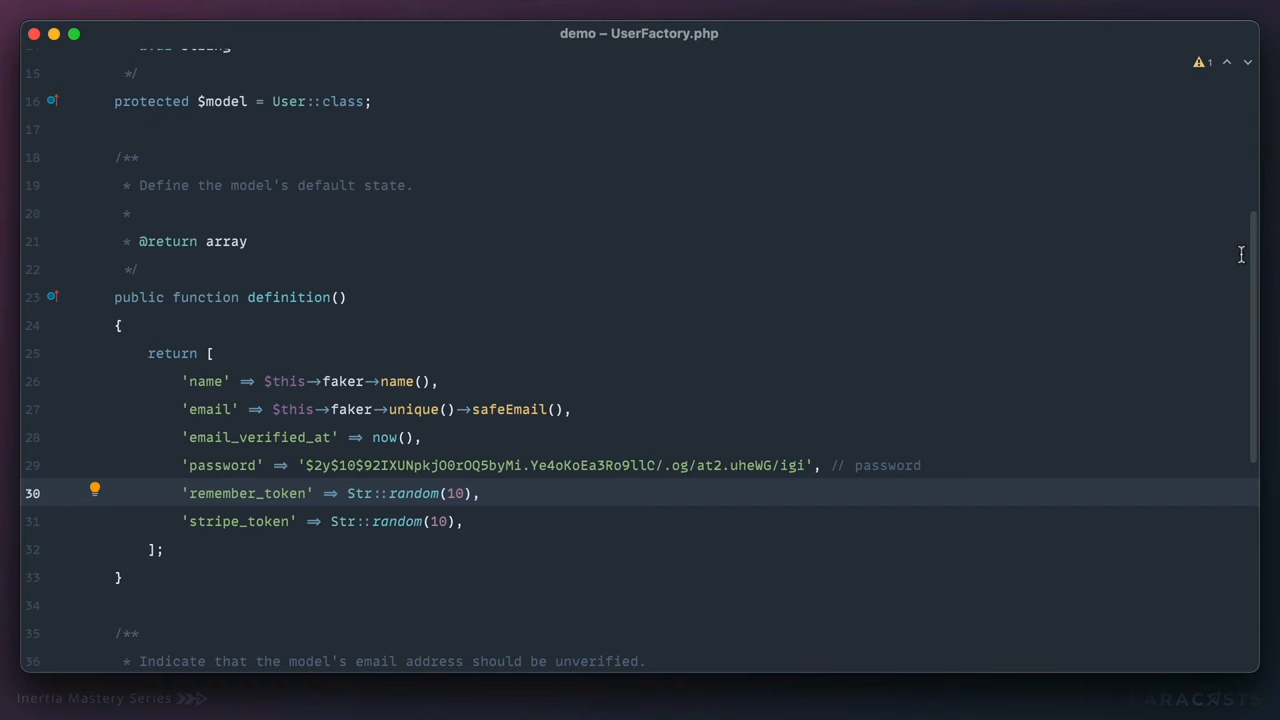 demo – UserFactory.php
15 */
1
16 protected $model = User::class;
17
18 /**
19 * Define the model's default state.
20 *
21 * @return array
22 */
23 public function definition()
24 {
25 return [
26 'name' => $this->faker->name(),
27 'email' => $this->faker->unique()->safeEmail(),
28 'email_verified_at' => now(),
29 'password' => '$2y$10$92IXUNpkjO0rOQ5byMi.Ye4oKoEa3Ro9llC/.og/at2.uheWG/igi', // password
30 'remember_token' => Str::random(10),
31 'stripe_token' => Str::random(10),
32 ];
33 }
34
35 /**
36 * Indicate that the model's email address should be unverified.
Inertia Mastery Series
ARACASTS